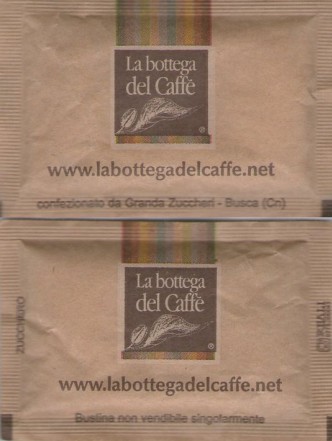 La bottega
del Caffè
®
www.labottegadelcaffe.net
confezionato da Granda Zuccheri - Busca (Cn)
La bottega
del Caffè
®
ZUCCHERO
www.labottegadelcaffe.net
Bustina non vendibile singolarmente